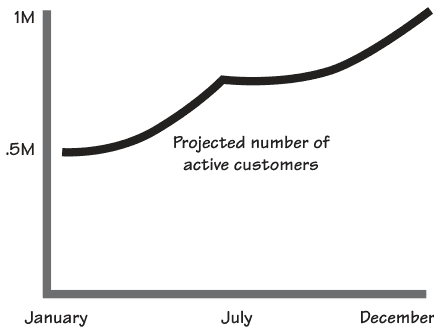 1M
.5M
Projected number of
active customers
January July December